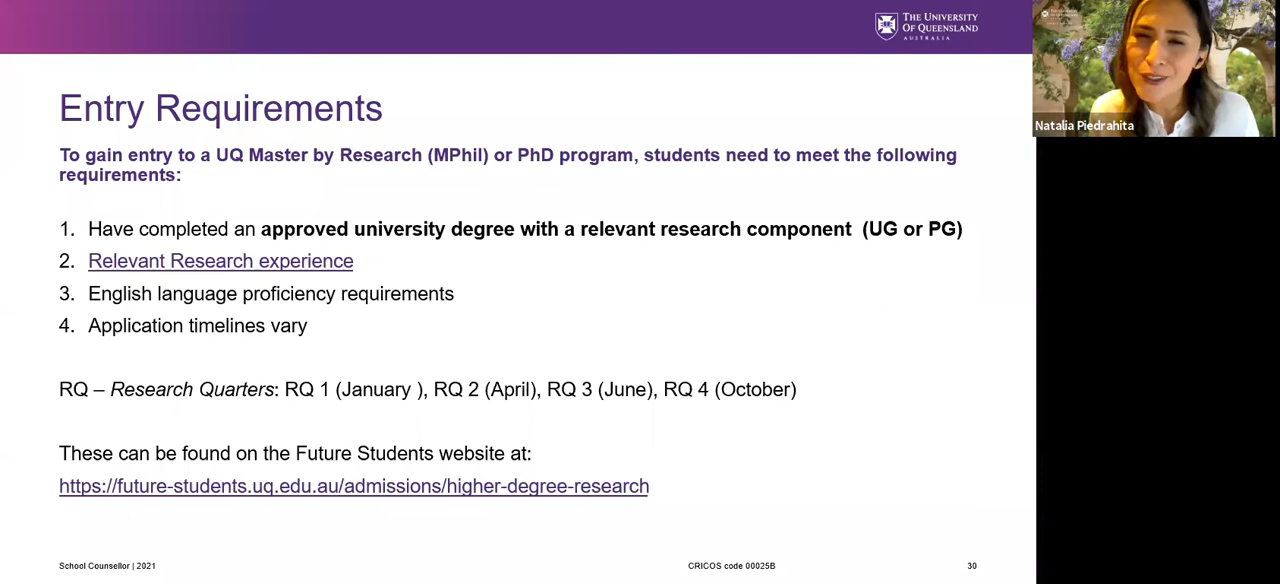 THE UNIVERSITY
OF QUEENSLAND
AUSTRALIA
Natalia Piedrahita
Entry Requirements
To gain entry to a UQ Master by Research (MPhil) or PhD program, students need to meet the following
requirements:
1. Have completed an approved university degree with a relevant research component (UG or PG)
2. Relevant Research experience
3. English language proficiency requirements
4. Application timelines vary
RQ – Research Quarters: RQ 1 (January ), RQ 2 (April), RQ 3 (June), RQ 4 (October)
These can be found on the Future Students website at:
https://future-students.uq.edu.au/admissions/higher-degree-research
School Counsellor | 2021
CRICOS code 00025B
30